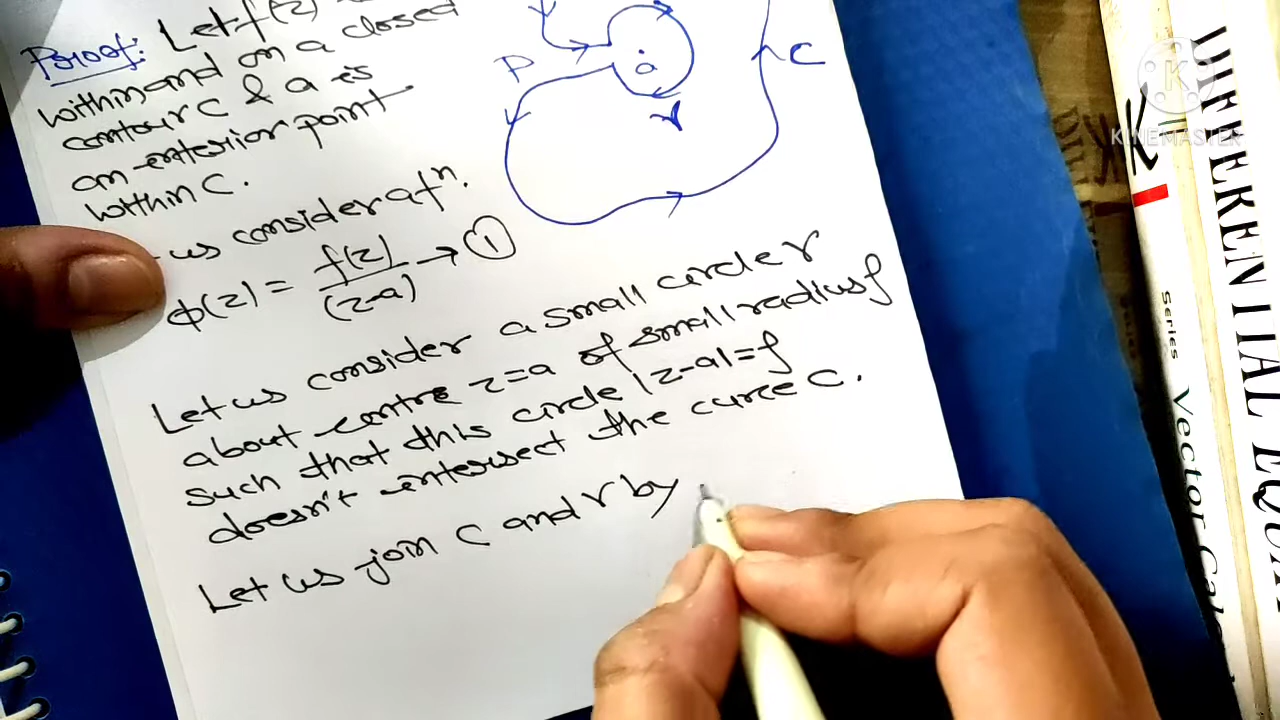 Proof: Let f(z)
within and on a closed
contour C & a is
an interior point
within C.
us consider a fⁿ.
φ(z) = f(z)/(z-a) → ①
Let us consider a small circle r
about centre z=a of small radius ρ
such that this circle |z-a|=ρ
doesn't intersect the curve C.
Let us join C and r by
P
a
r
C
K
KINEMASTER
DIFFERENTIAL EQUA
Series
Vector Calc